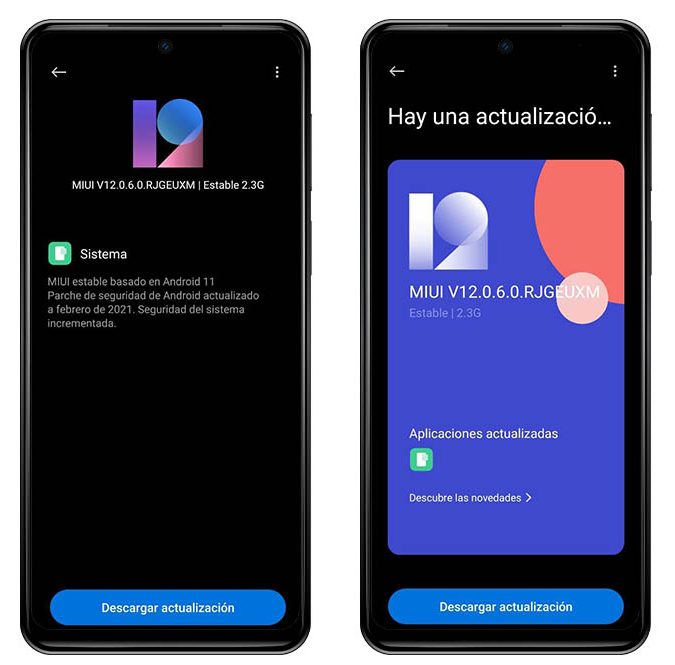 MIUI V12.0.6.0.RJGEUXM | Estable 2.3G
Sistema
MIUI estable basado en Android 11
Parche de seguridad de Android actualizado
a febrero de 2021. Seguridad del sistema
incrementada.
Descargar actualización
Hay una actualizació...
MIUI V12.0.6.0.RJGEUXM
Estable | 2.3G
Aplicaciones actualizadas
Descubre las novedades >
Descargar actualización